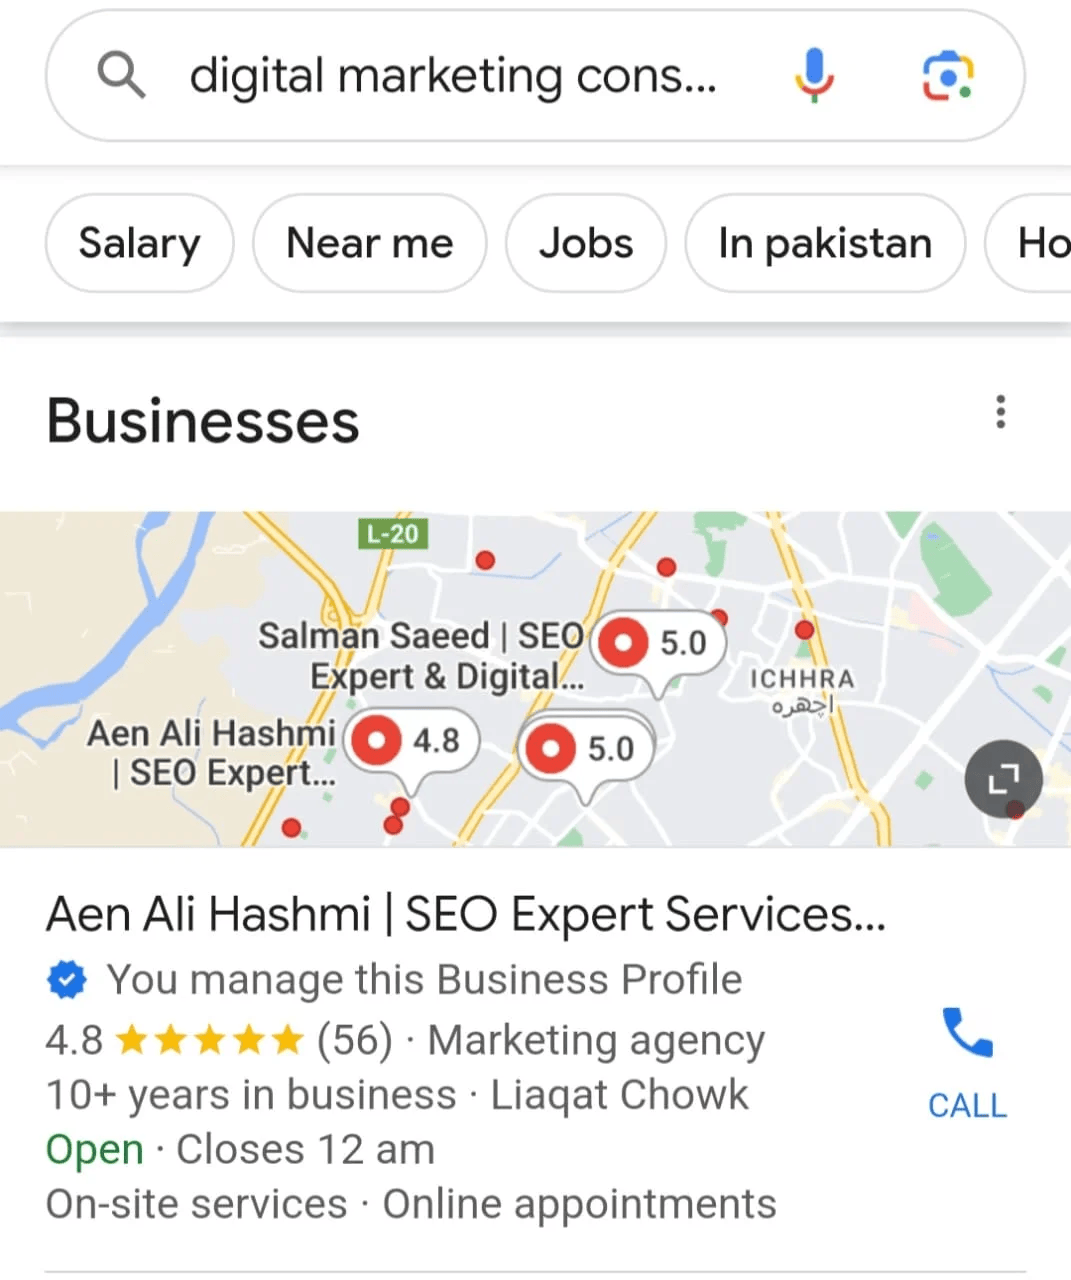 digital marketing cons...
Salary
Near me
Jobs
In pakistan
Ho
Businesses
L-20
Salman Saeed | SEO
Expert & Digital...
5.0
ICHHRA
اچھرہ
Aen Ali Hashmi
| SEO Expert...
4.8
5.0
Aen Ali Hashmi | SEO Expert Services...
You manage this Business Profile
4.8 (56) · Marketing agency
10+ years in business · Liaqat Chowk
Open · Closes 12 am
On-site services · Online appointments
CALL